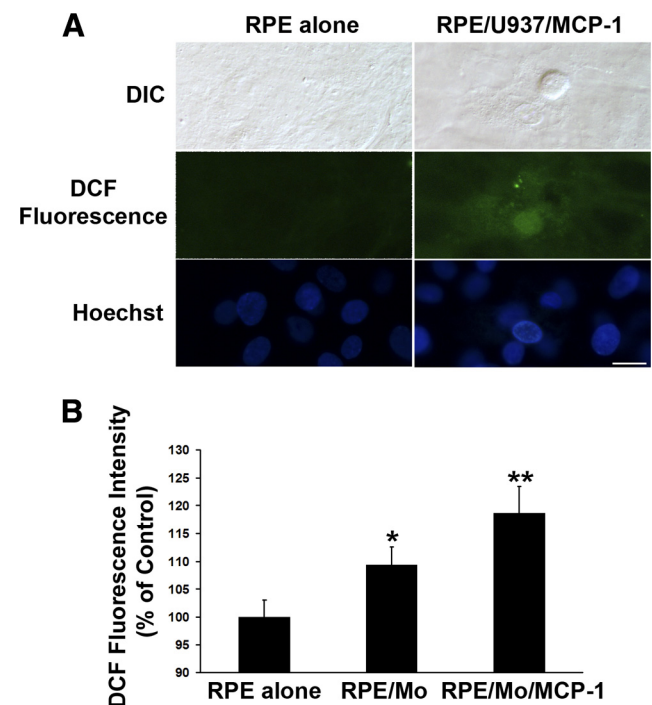 A
RPE alone
RPE/U937/MCP-1
DIC
DCF
Fluorescence
Hoechst
B
DCF Fluorescence Intensity
(% of Control)
130
125
120
115
110
105
100
95
90
*
**
RPE alone
RPE/Mo
RPE/Mo/MCP-1